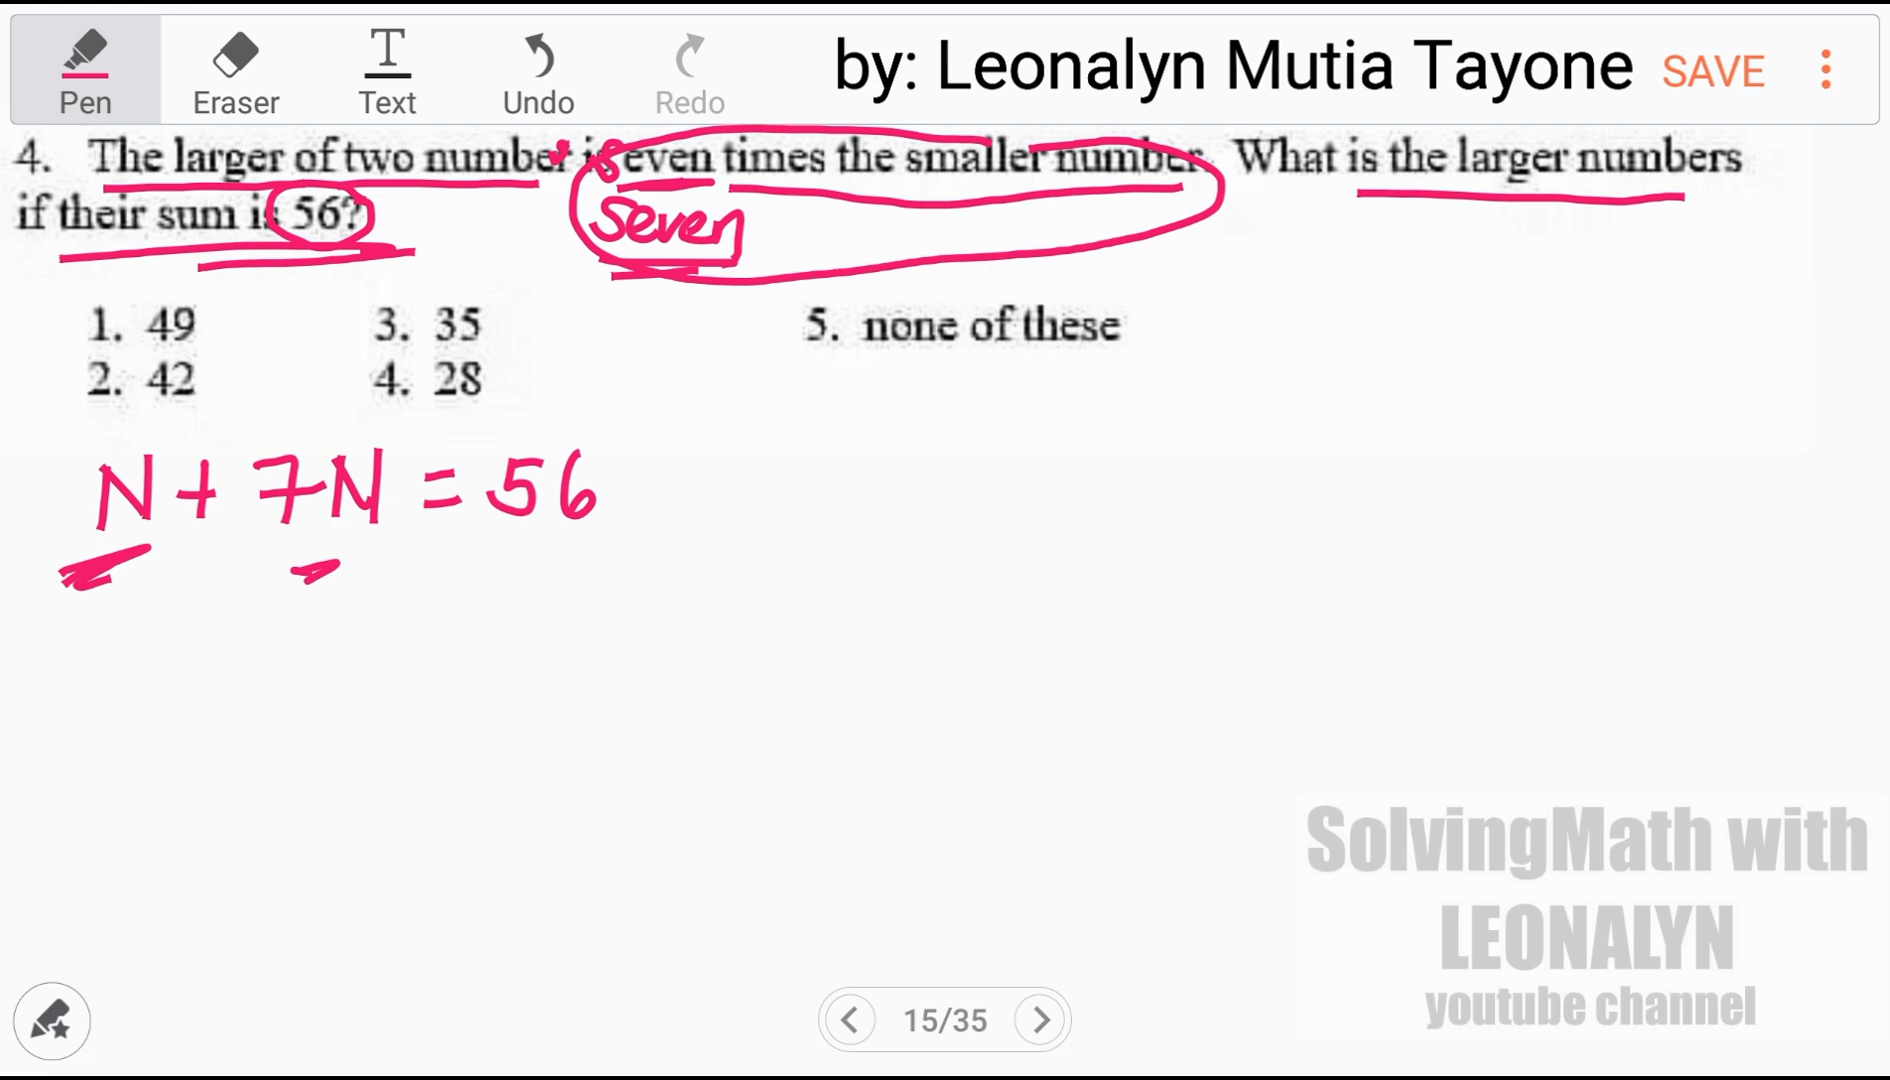 Pen Eraser Text Undo Redo by: Leonalyn Mutia Tayone SAVE
4. The larger of two number is even times the smaller number. What is the larger numbers
if their sum is 56?
seven
1. 49 3. 35 5. none of these
2. 42 4. 28
N + 7N = 56
SolvingMath with
LEONALYN
youtube channel
15/35